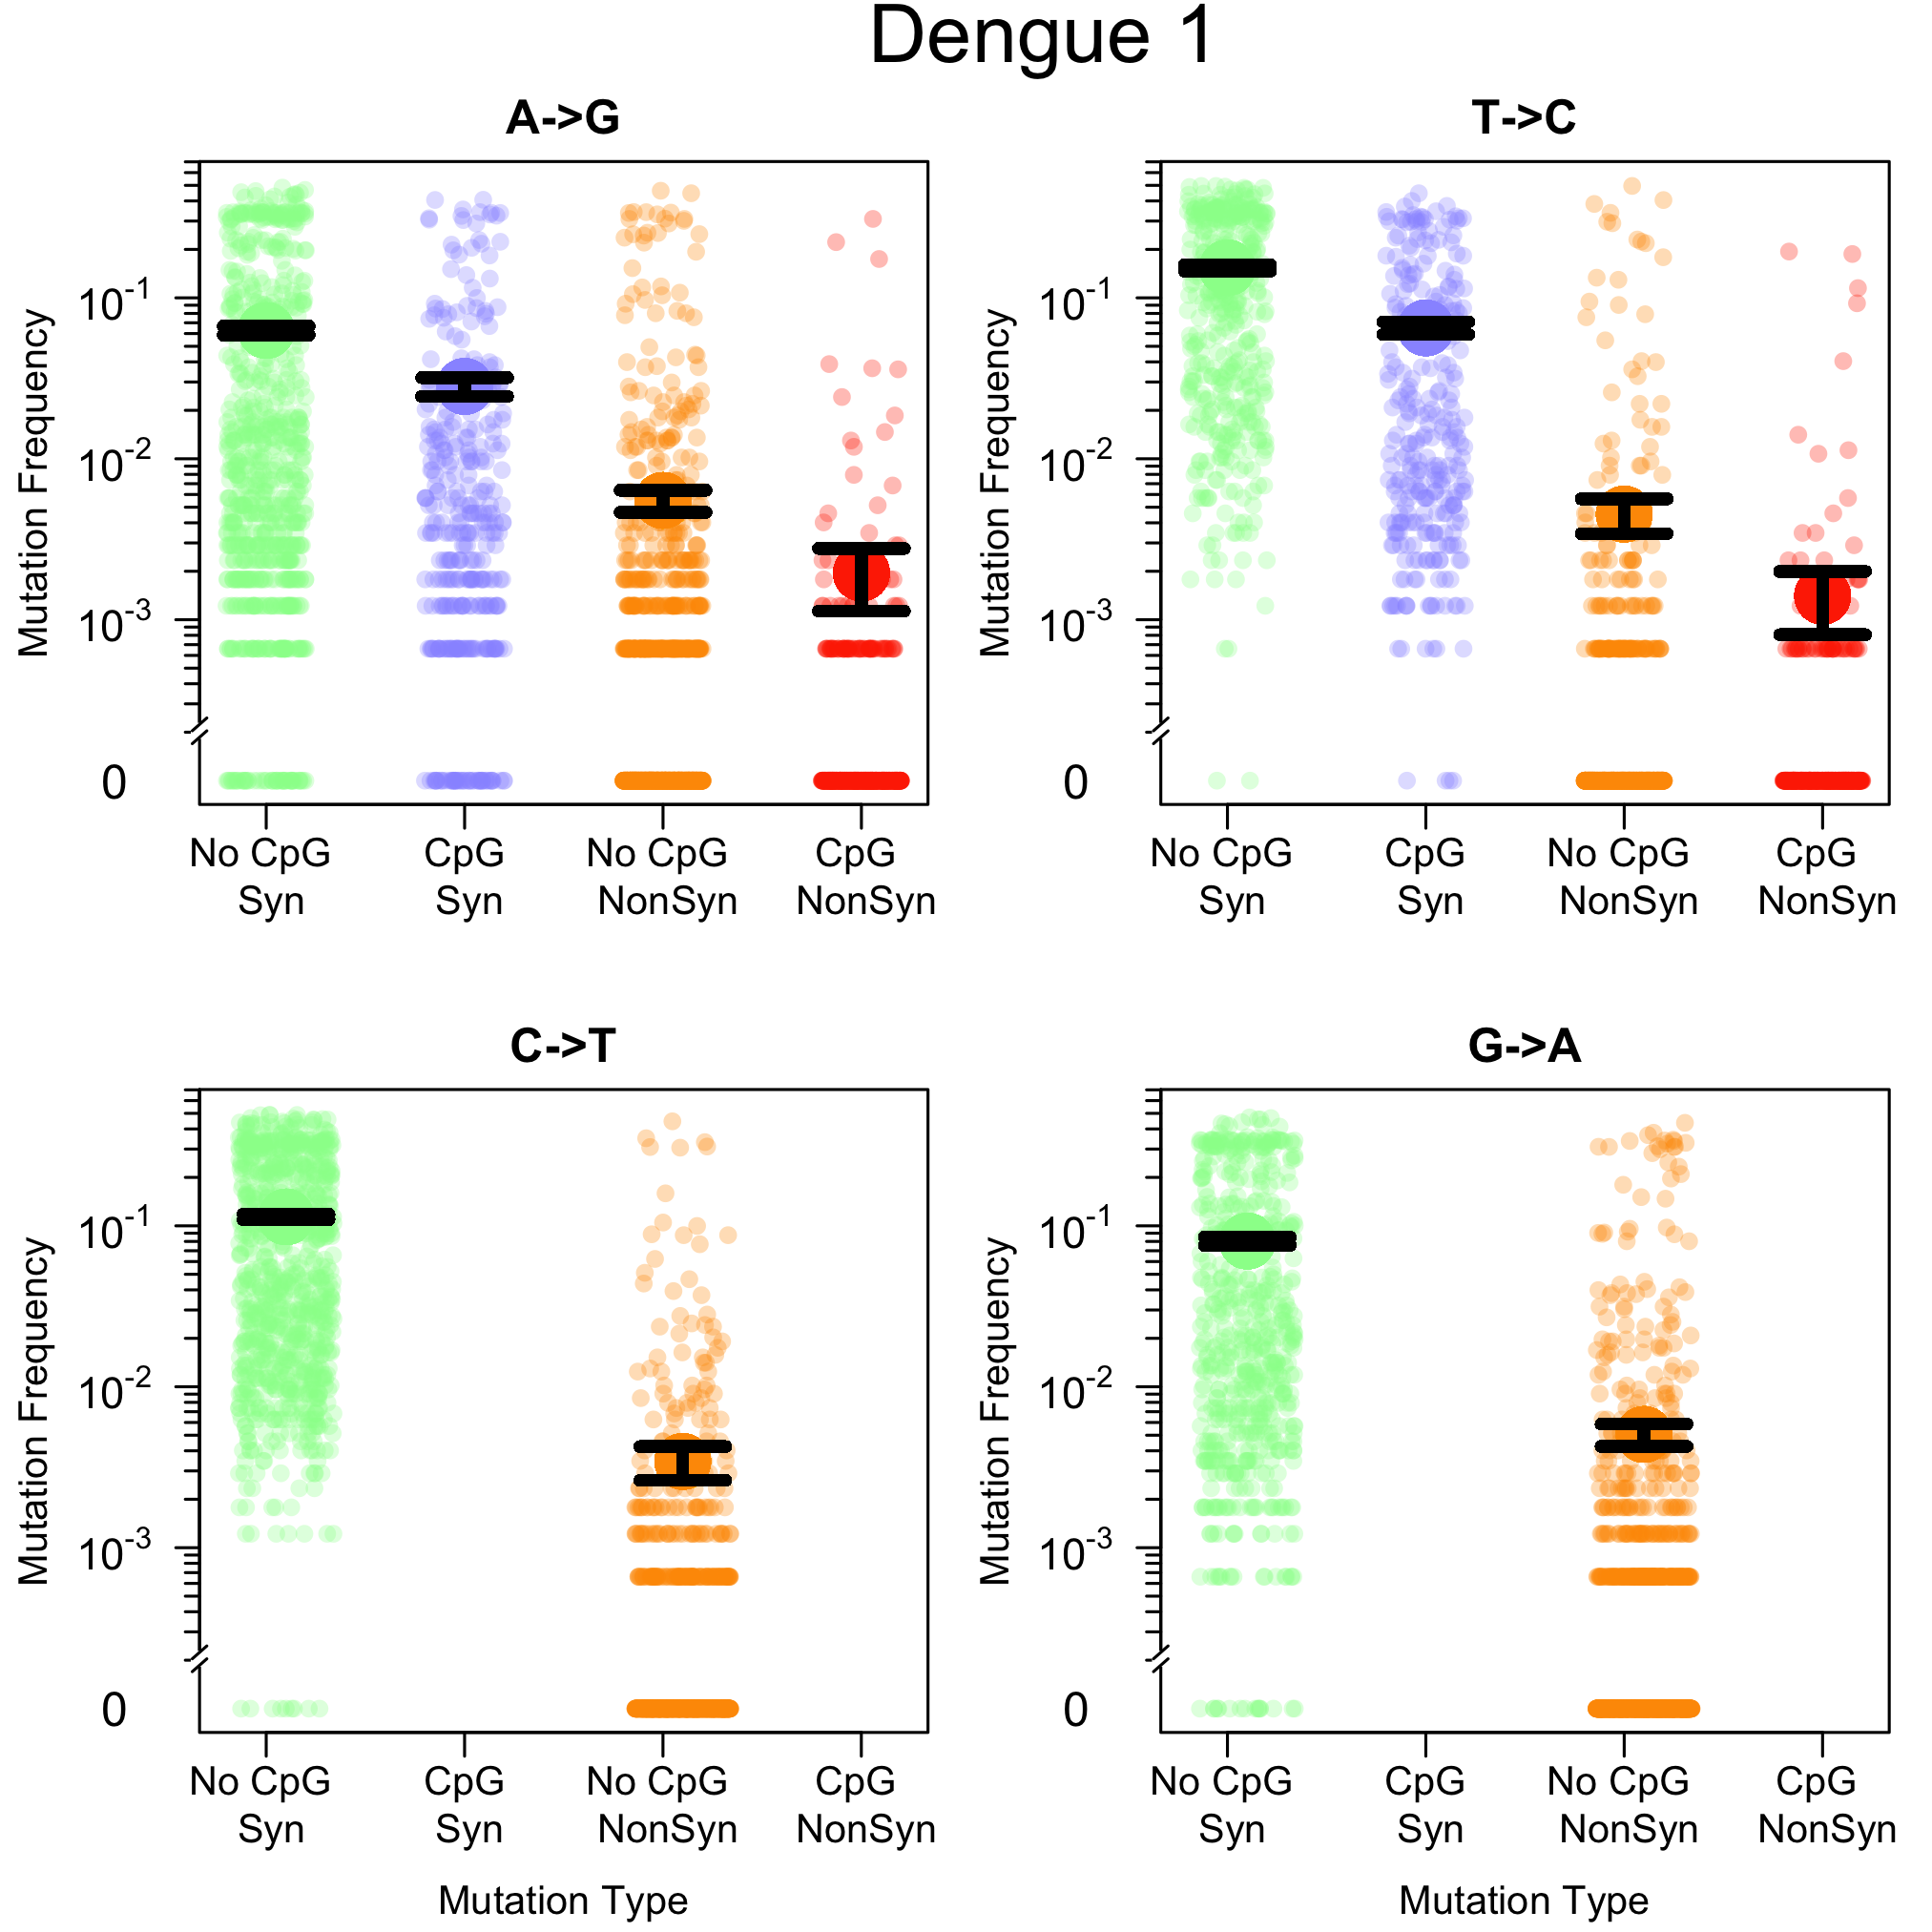 Dengue 1
A->G
Mutation Frequency
10-1
10-2
10-3
0
No CpG CpG No CpG CpG
Syn Syn NonSyn NonSyn
T->C
Mutation Frequency
10-1
10-2
10-3
0
No CpG CpG No CpG CpG
Syn Syn NonSyn NonSyn
C->T
Mutation Frequency
10-1
10-2
10-3
0
No CpG CpG No CpG CpG
Syn Syn NonSyn NonSyn
Mutation Type
G->A
Mutation Frequency
10-1
10-2
10-3
0
No CpG CpG No CpG CpG
Syn Syn NonSyn NonSyn
Mutation Type